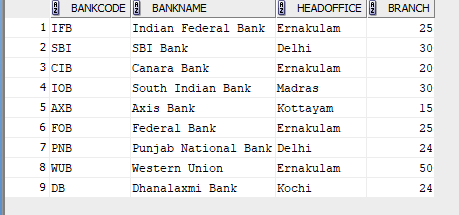 BANKCODE BANKNAME HEADOFFICE BRANCH
1 IFB Indian Federal Bank Ernakulam 25
2 SBI SBI Bank Delhi 30
3 CIB Canara Bank Ernakulam 20
4 IOB South Indian Bank Madras 30
5 AXB Axis Bank Kottayam 15
6 FOB Federal Bank Ernakulam 25
7 PNB Punjab National Bank Delhi 24
8 WUB Western Union Ernakulam 50
9 DB Dhanalaxmi Bank Kochi 24